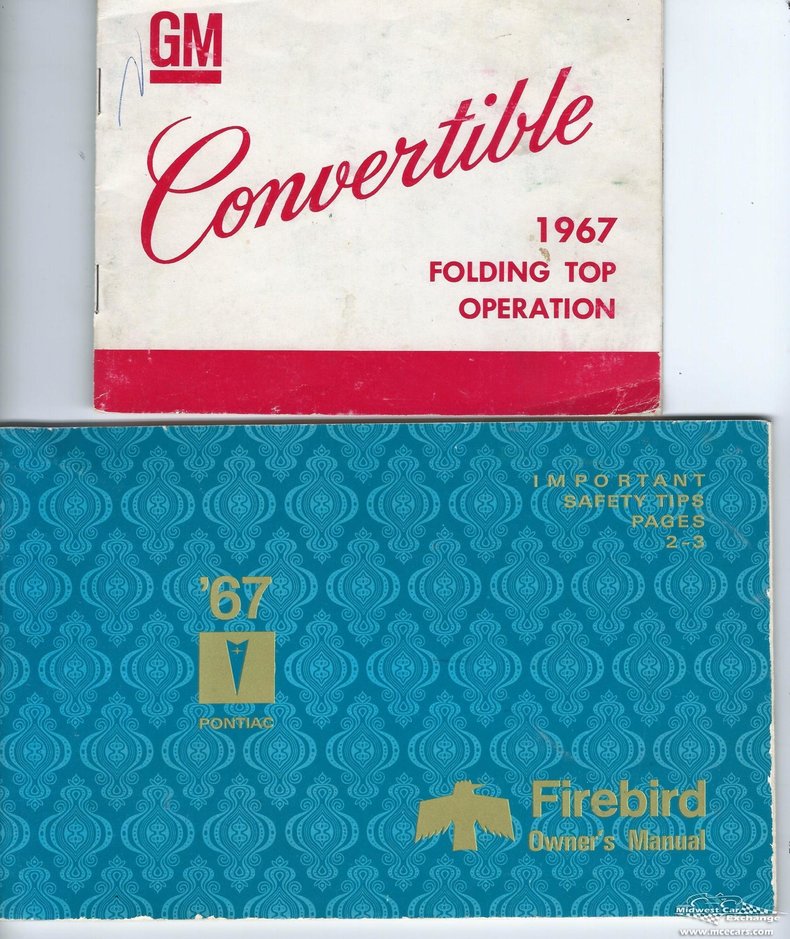 GM
Convertible
1967
FOLDING TOP
OPERATION
IMPORTANT
SAFETY TIPS
PAGES
2-3
'67
PONTIAC
Firebird
Owner's Manual
Midwest Car
Exchange
www.mcecars.com